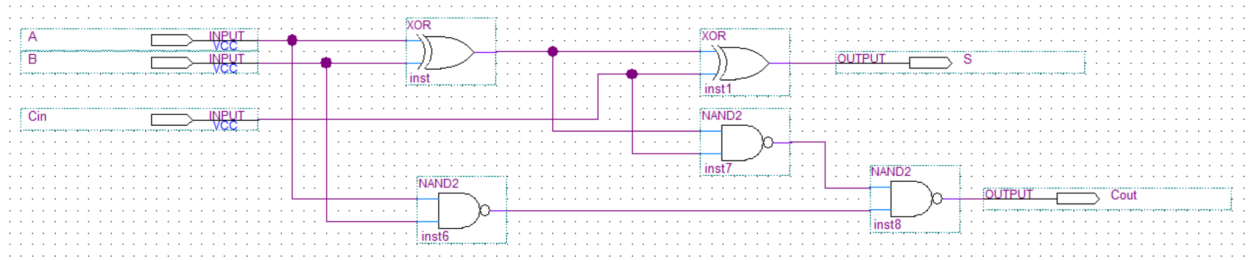 XOR
A INPUT VCC
B INPUT VCC
inst
XOR
OUTPUT S
inst1
Cin INPUT VCC
NAND2
inst7
NAND2
inst6
NAND2
inst8
OUTPUT Cout